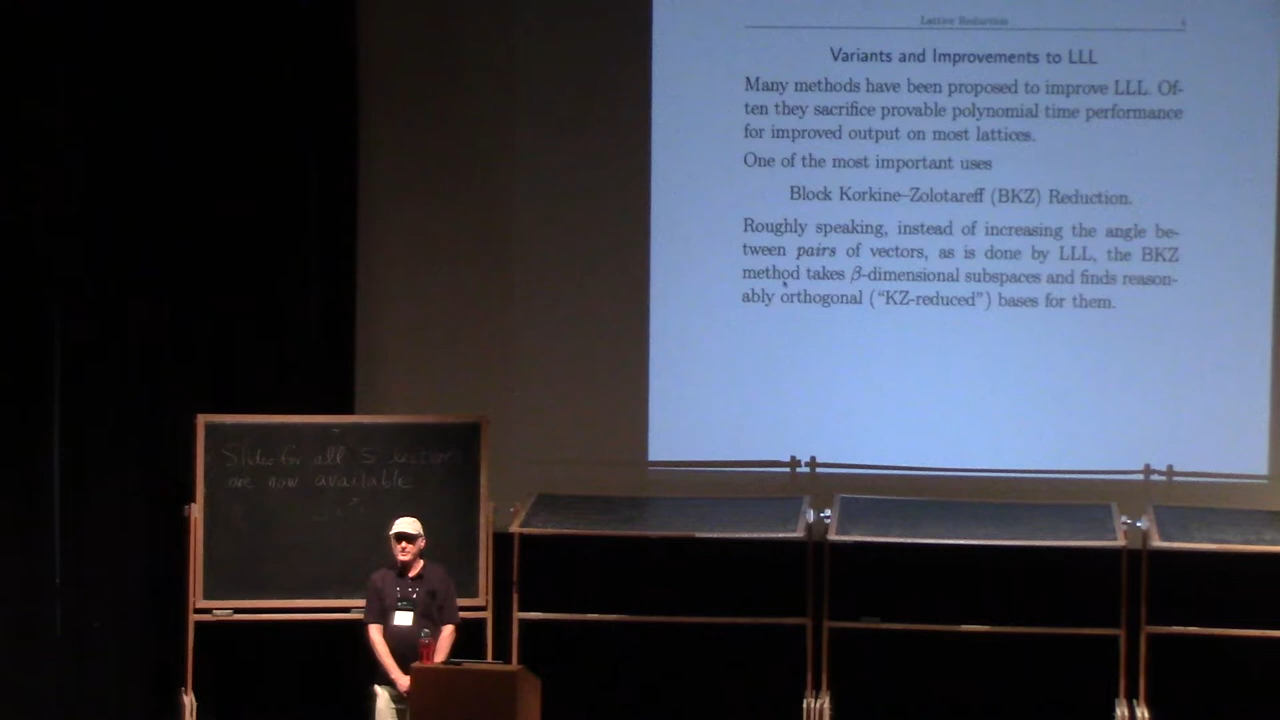 Lattice Reduction
Variants and Improvements to LLL
Many methods have been proposed to improve LLL. Of-
ten they sacrifice provable polynomial time performance
for improved output on most lattices.
One of the most important uses
Block Korkine–Zolotareff (BKZ) Reduction.
Roughly speaking, instead of increasing the angle be-
tween pairs of vectors, as is done by LLL, the BKZ
method takes β-dimensional subspaces and finds reason-
ably orthogonal (“KZ-reduced”) bases for them.
Slides for all 5 lectures
are now available